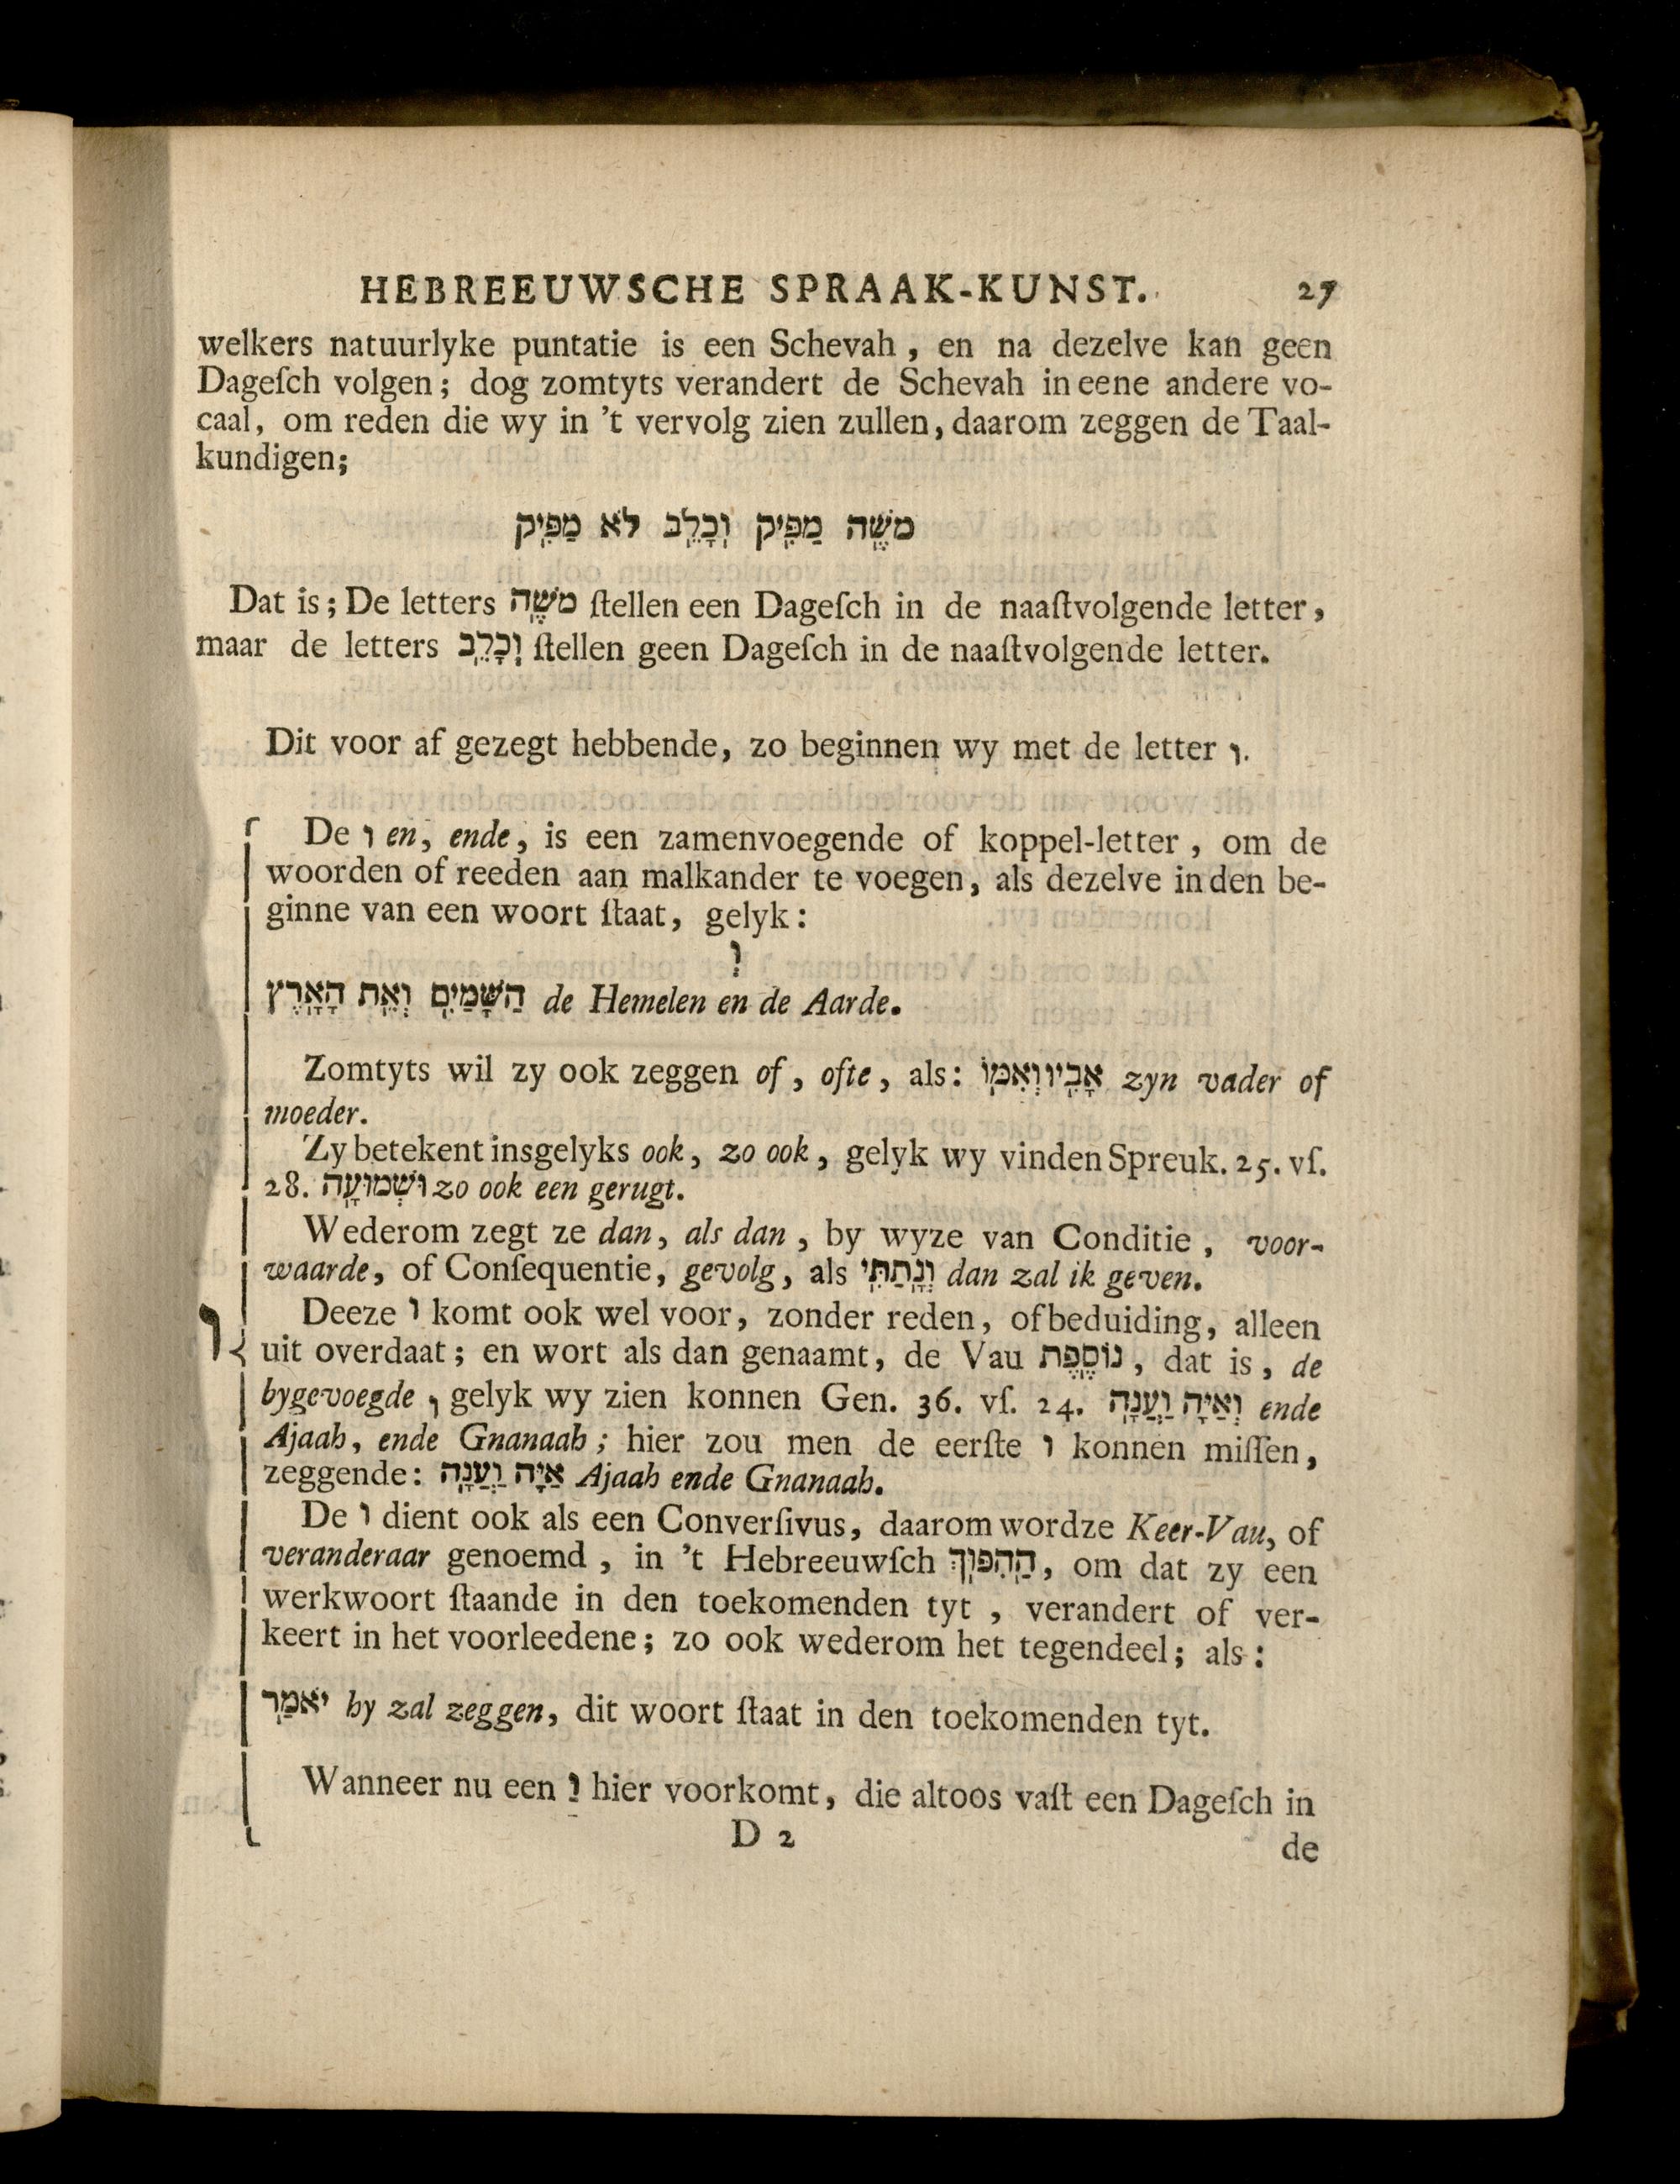 HEBREEUWSCHE SPRAAK-KUNST. 27
welkers natuurlyke puntatie is een Schevah, en na dezelve kan geen
Dageſch volgen; dog zomtyts verandert de Schevah in eene andere vo-
caal, om reden die wy in 't vervolg zien zullen, daarom zeggen de Taal-
kundigen;
מֹשֶׁה מַפִּיק וְכָלֵב לֹא מַפִּיק
Dat is; De letters מֹשֶׁה ſtellen een Dageſch in de naaſtvolgende letter,
maar de letters וְכָלֵב ſtellen geen Dageſch in de naaſtvolgende letter.
Dit voor af gezegt hebbende, zo beginnen wy met de letter ו.
De ו en, ende, is een zamenvoegende of koppel-letter, om de
woorden of reeden aan malkander te voegen, als dezelve in den be-
ginne van een woort ſtaat, gelyk:
וְ
הַשָּׁמַיִם וְאֵת הָאָרֶץ de Hemelen en de Aarde.
Zomtyts wil zy ook zeggen of, ofte, als: אָבִיו וְאִמּוֹ zyn vader of
moeder.
Zy betekent insgelyks ook, zo ook, gelyk wy vinden Spreuk. 25. vſ.
28. וּשְׁמוּעָה zo ook een gerugt.
Wederom zegt ze dan, als dan, by wyze van Conditie, voor-
waarde, of Conſequentie, gevolg, als וְנָתַתִּי dan zal ik geven.
Deeze ו komt ook wel voor, zonder reden, of beduiding, alleen
ו uit overdaat; en wort als dan genaamt, de Vau נוֹסֶפֶת, dat is, de
bygevoegde ו gelyk wy zien konnen Gen. 36. vſ. 24. וְאַיָּה וַעֲנָה ende
Ajaah, ende Gnanaah; hier zou men de eerſte ו konnen miſſen,
zeggende: אַיָּה וַעֲנָה Ajaah ende Gnanaah.
De ו dient ook als een Converſivus, daarom wordze Keer-Vau, of
veranderaar genoemd, in 't Hebreeuwſch הַהִפּוּךְ, om dat zy een
werkwoort ſtaande in den toekomenden tyt, verandert of ver-
keert in het voorleedene; zo ook wederom het tegendeel; als:
יֹאמַר hy zal zeggen, dit woort ſtaat in den toekomenden tyt.
Wanneer nu een וַ hier voorkomt, die altoos vaſt een Dageſch in
D 2
de